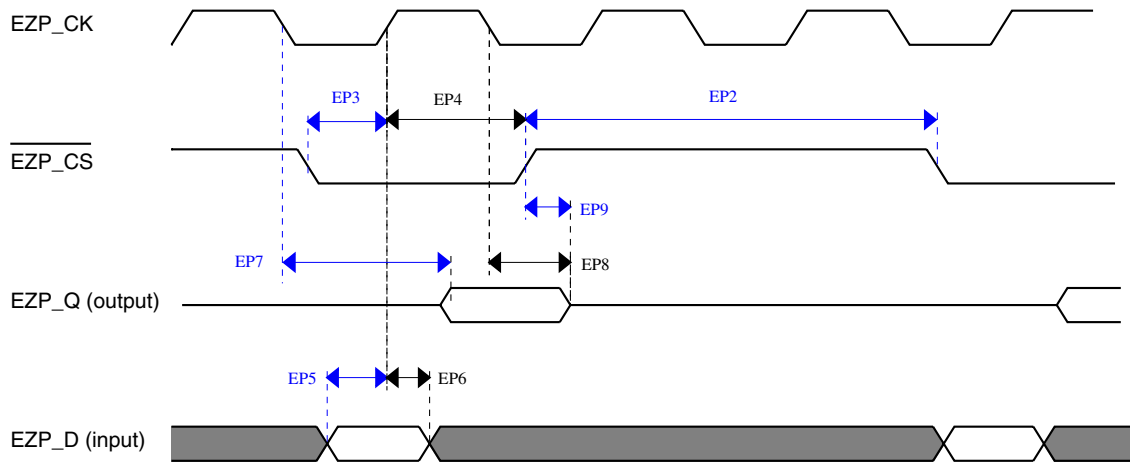 EZP_CK
EP3
EP4
EP2
EZP_CS
EP9
EP7
EP8
EZP_Q (output)
EP5
EP6
EZP_D (input)